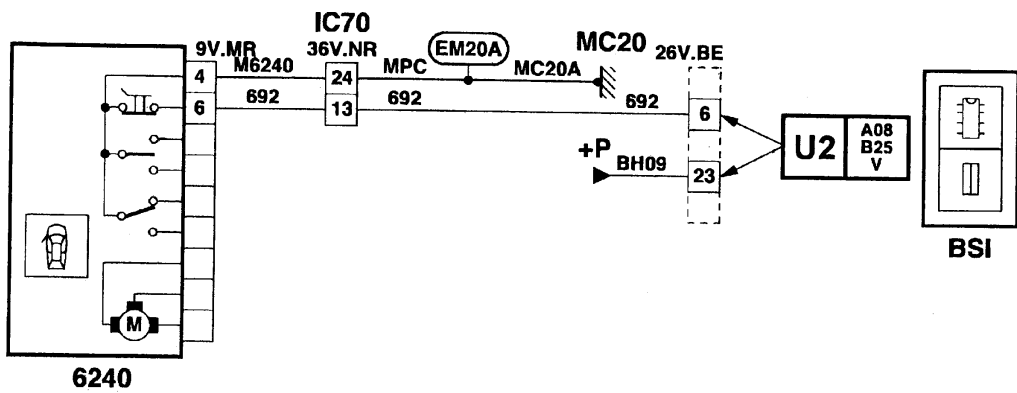 IC70
MC20
9V.MR
36V.NR
EM20A
26V.BE
4
M6240
24
MPC
MC20A
6
692
13
692
692
6
U2
A08
B25
V
+P
BH09
23
BSI
M
6240